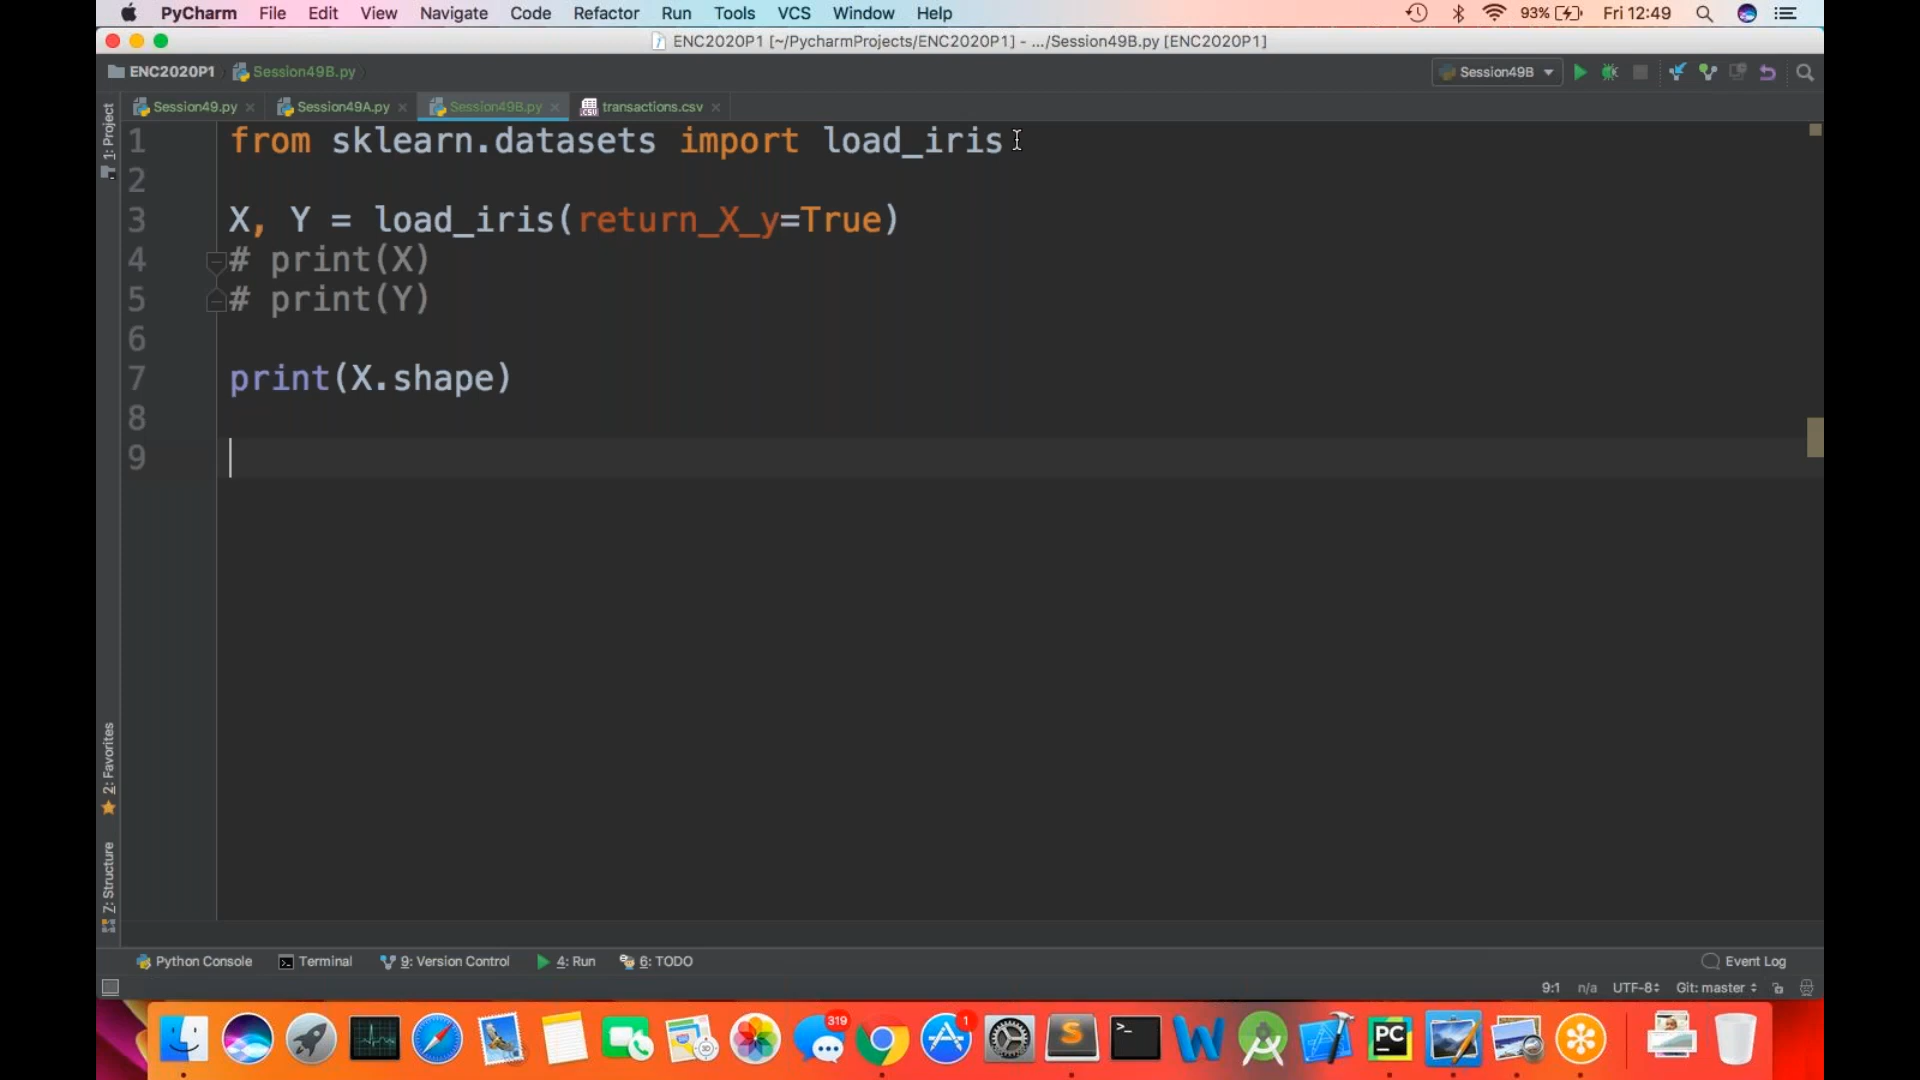 PyCharm File Edit View Navigate Code Refactor Run Tools VCS Window Help 93% Fri 12:49
ENC2020P1 [~/PycharmProjects/ENC2020P1] - .../Session49B.py [ENC2020P1]
ENC2020P1 Session49B.py Session49B
Session49.py Session49A.py Session49B.py transactions.csv
1: Project
1 from sklearn.datasets import load_iris
2
3 X, Y = load_iris(return_X_y=True)
4 # print(X)
5 # print(Y)
6
7 print(X.shape)
8
9
2: Favorites
Z: Structure
Python Console Terminal 9: Version Control 4: Run 6: TODO Event Log
9:1 n/a UTF-8 Git: master
319 1
PC